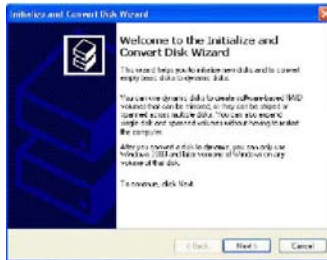 Initialize and Convert Disk Wizard
Welcome to the Initialize and
Convert Disk Wizard
This wizard helps you to initialize new disks, and to convert
empty basic disks to dynamic disks.
You can use dynamic disks to create software-based RAID
volumes that can be mirrored, or they can be striped or
spanned across multiple disks. You can also expand
single disk and spanned volumes without having to restart
the computer.
After you convert a disk to dynamic, you can only use
Windows 2000 and later versions of Windows on any
volume of that disk.
To continue, click Next.
< Back
Next >
Cancel